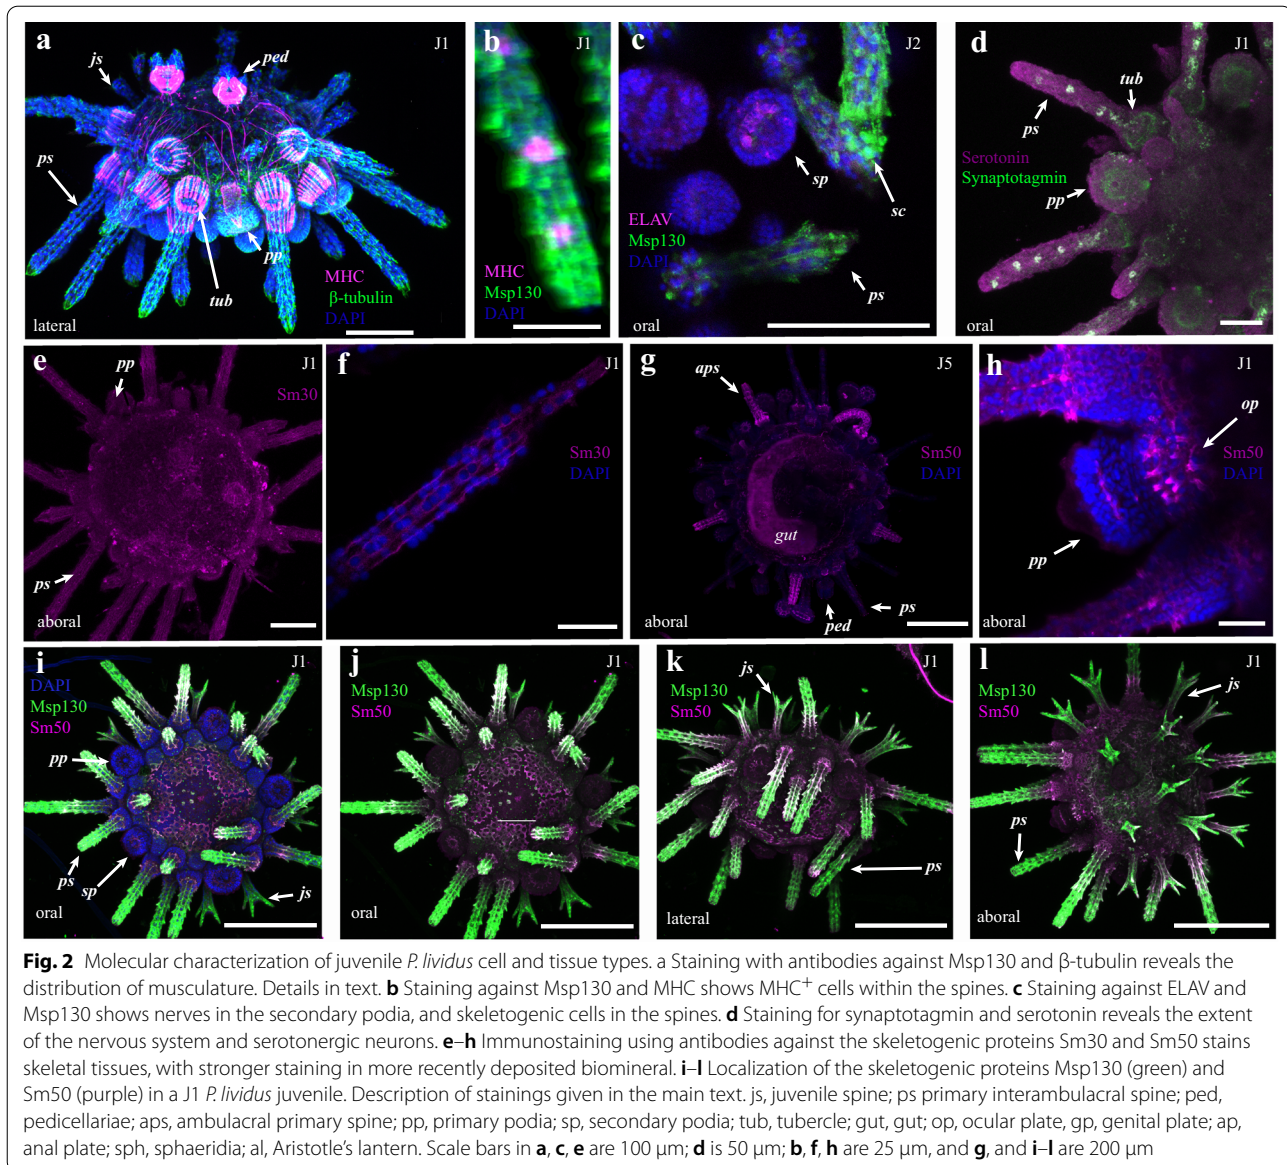 a
J1
js
ped
ps
pp
tub
MHC
β-tubulin
DAPI
lateral
b
J1
MHC
Msp130
c
J2
sp
sc
ELAV
Msp130
DAPI
ps
oral
d
J1
tub
ps
Serotonin
Synaptotagmin
pp
oral
e
J1
pp
Sm30
ps
aboral
f
J1
Sm30
DAPI
g
J5
aps
Sm50
DAPI
gut
ps
ped
aboral
h
J1
op
Sm50
DAPI
pp
aboral
i
J1
DAPI
Msp130
Sm50
pp
ps
sp
js
oral
j
J1
Msp130
Sm50
oral
k
J1
js
Msp130
Sm50
ps
lateral
l
J1
Msp130
js
Sm50
ps
aboral
Fig. 2 Molecular characterization of juvenile P. lividus cell and tissue types. a Staining with antibodies against Msp130 and β-tubulin reveals the
distribution of musculature. Details in text. b Staining against Msp130 and MHC shows MHC⁺ cells within the spines. c Staining against ELAV and
Msp130 shows nerves in the secondary podia, and skeletogenic cells in the spines. d Staining for synaptotagmin and serotonin reveals the extent
of the nervous system and serotonergic neurons. e–h Immunostaining using antibodies against the skeletogenic proteins Sm30 and Sm50 stains
skeletal tissues, with stronger staining in more recently deposited biomineral. i–l Localization of the skeletogenic proteins Msp130 (green) and
Sm50 (purple) in a J1 P. lividus juvenile. Description of stainings given in the main text. js, juvenile spine; ps primary interambulacral spine; ped,
pedicellariae; aps, ambulacral primary spine; pp, primary podia; sp, secondary podia; tub, tubercle; gut, gut; op, ocular plate, gp, genital plate; ap,
anal plate; sph, sphaeridia; al, Aristotle's lantern. Scale bars in a, c, e are 100 μm; d is 50 μm; b, f, h are 25 μm, and g, and i–l are 200 μm